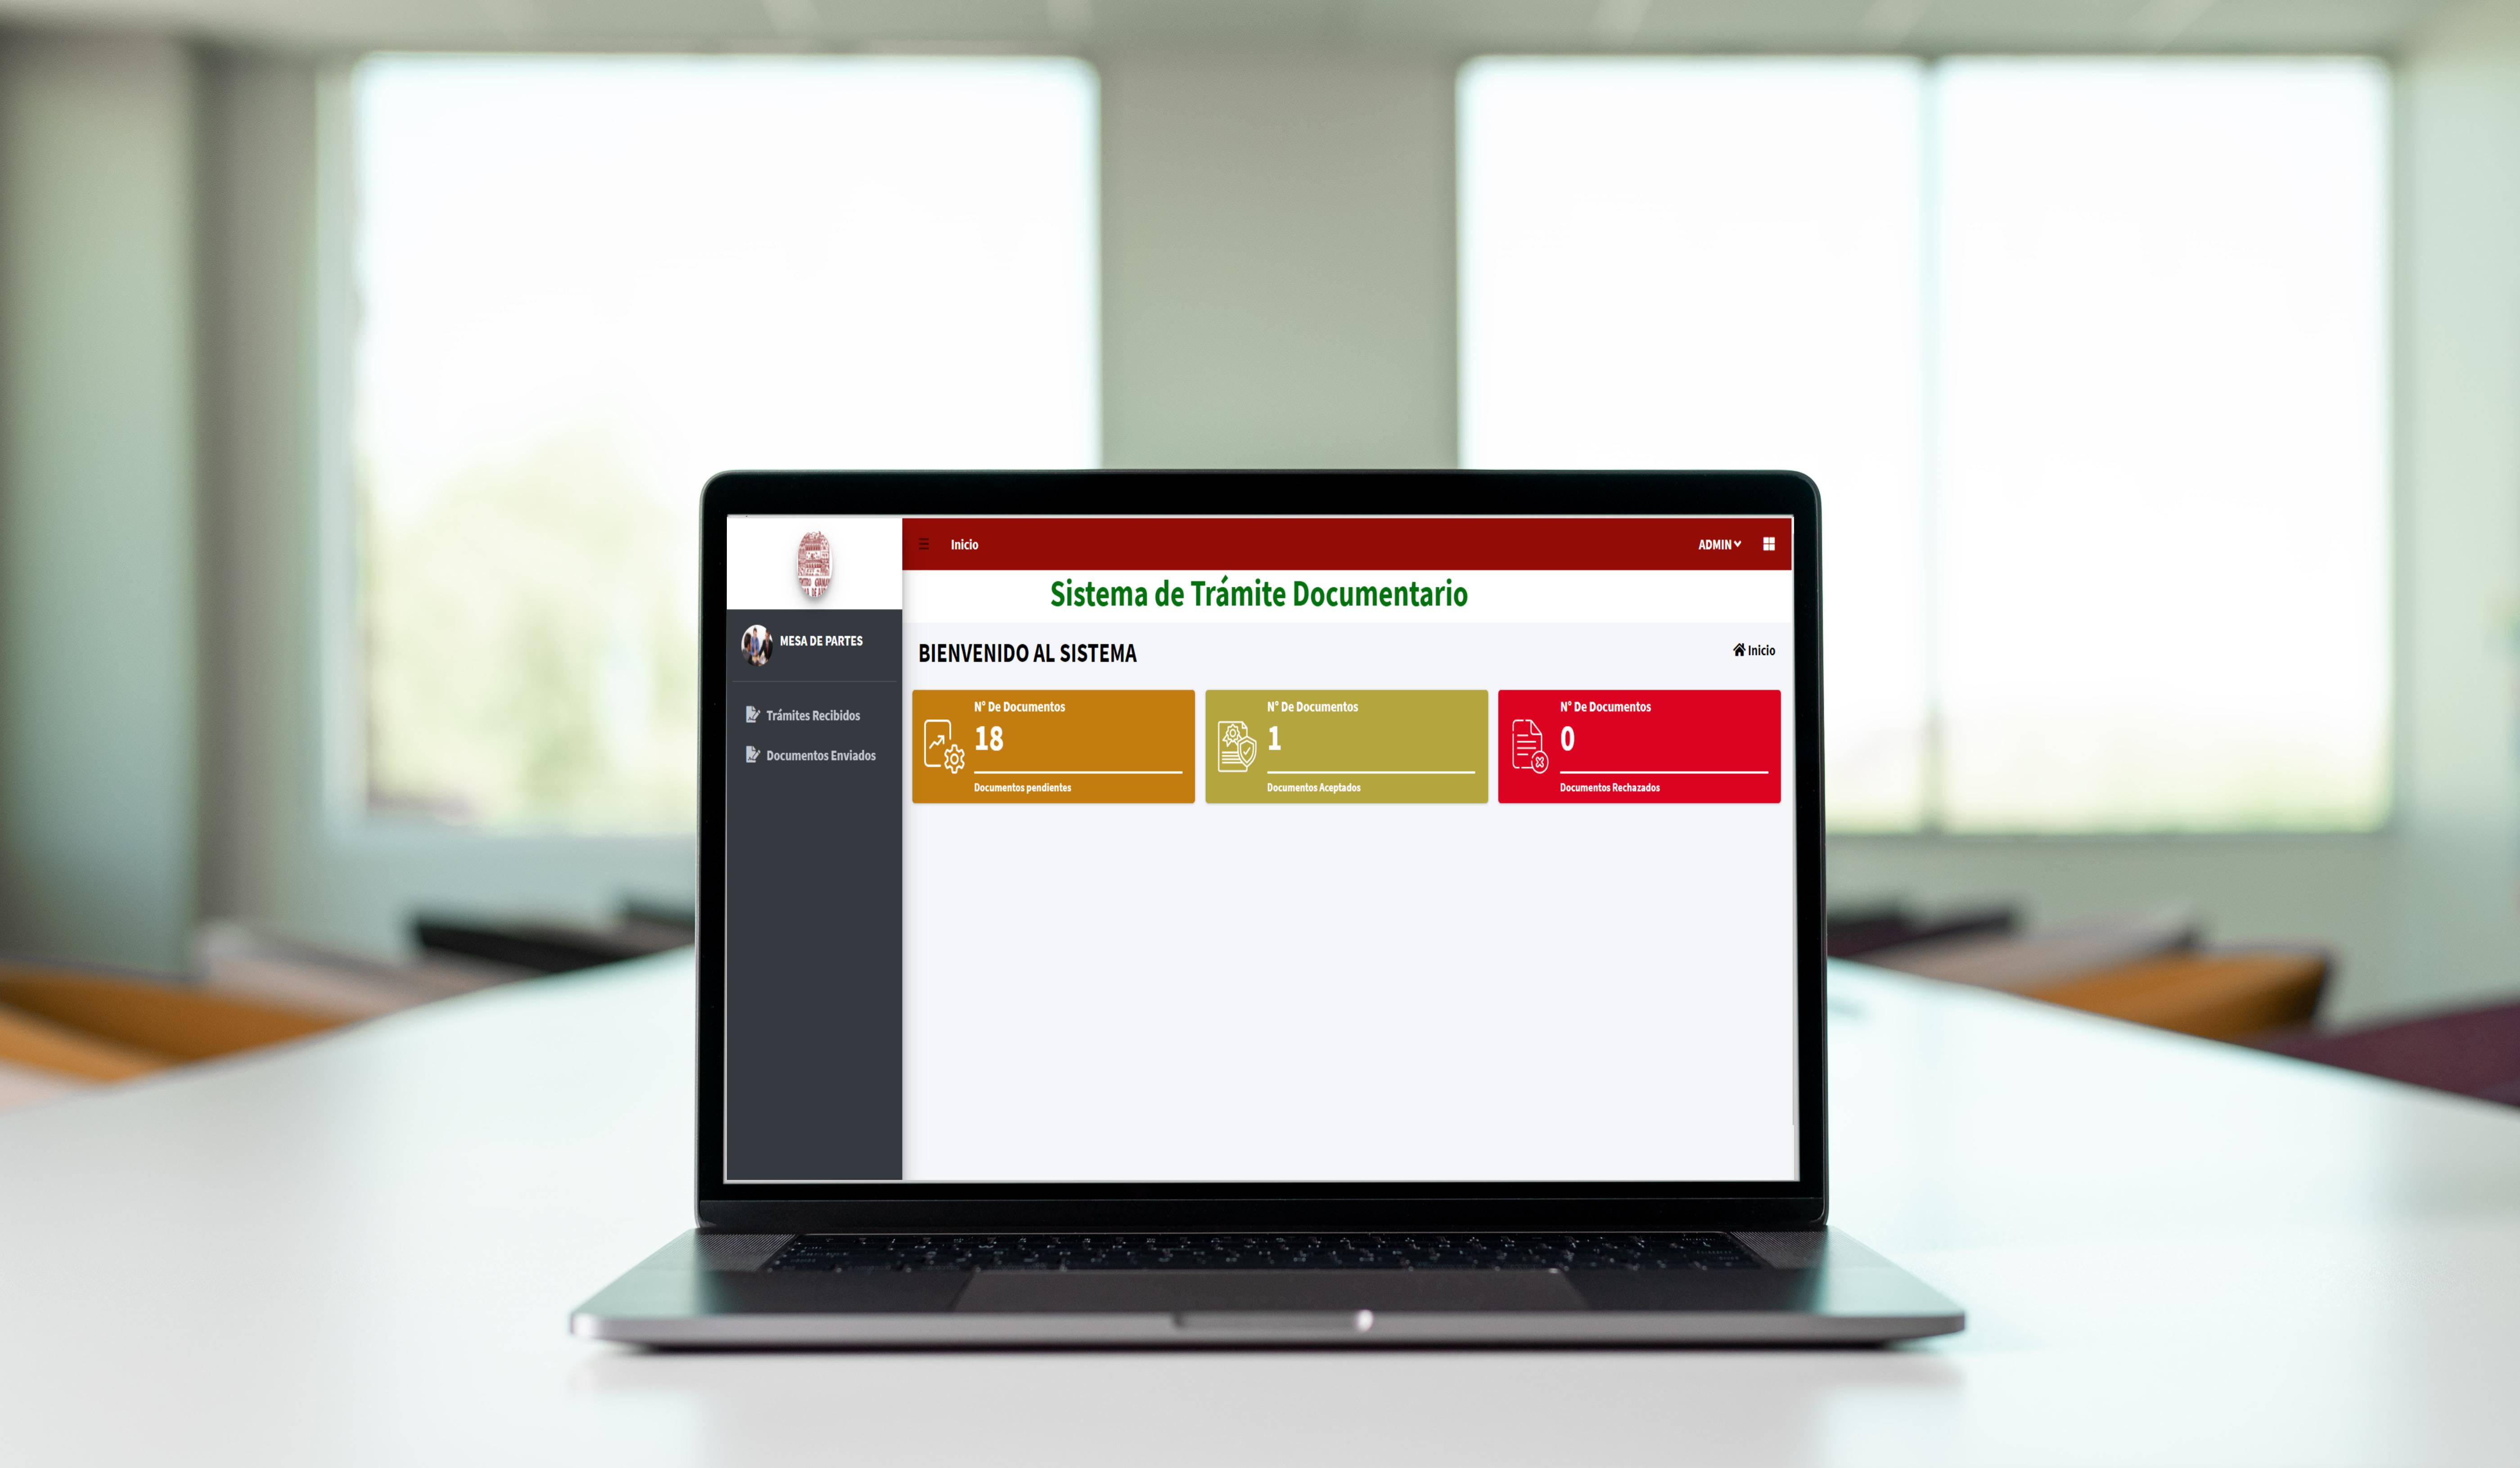 Inicio
ADMIN
Sistema de Trámite Documentario
MESA DE PARTES
BIENVENIDO AL SISTEMA
Inicio
Trámites Recibidos
Documentos Enviados
N° De Documentos
18
Documentos pendientes
N° De Documentos
1
Documentos Aceptados
N° De Documentos
0
Documentos Rechazados